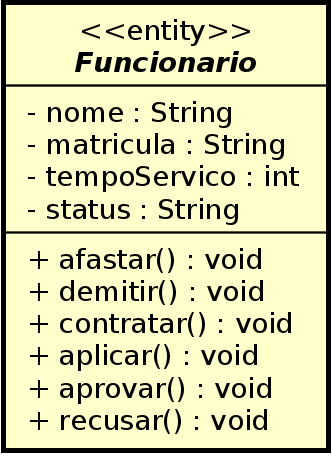 <<entity>>
Funcionario
- nome : String
- matricula : String
- tempoServico : int
- status : String
+ afastar() : void
+ demitir() : void
+ contratar() : void
+ aplicar() : void
+ aprovar() : void
+ recusar() : void